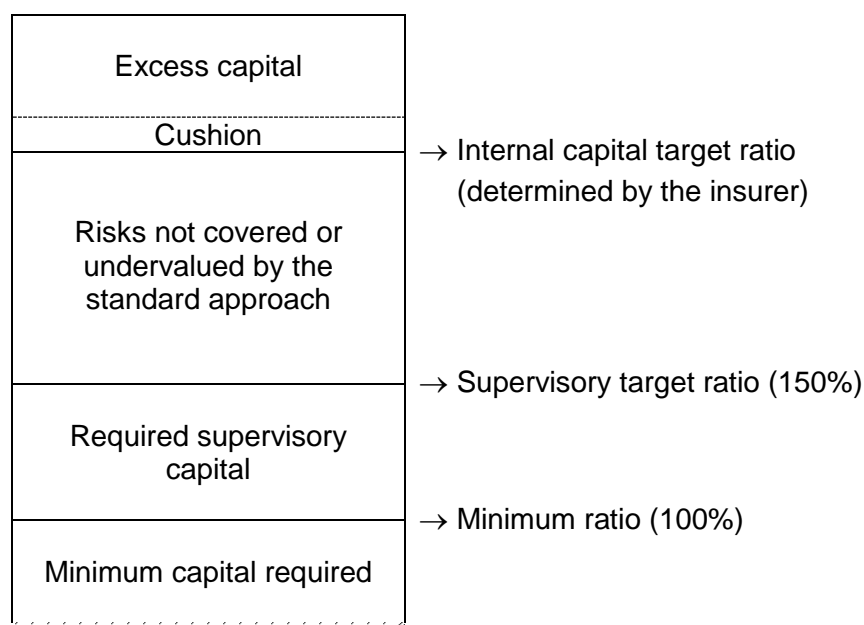 Excess capital
Cushion
→ Internal capital target ratio
(determined by the insurer)
Risks not covered or
undervalued by the
standard approach
→ Supervisory target ratio (150%)
Required supervisory
capital
→ Minimum ratio (100%)
Minimum capital required